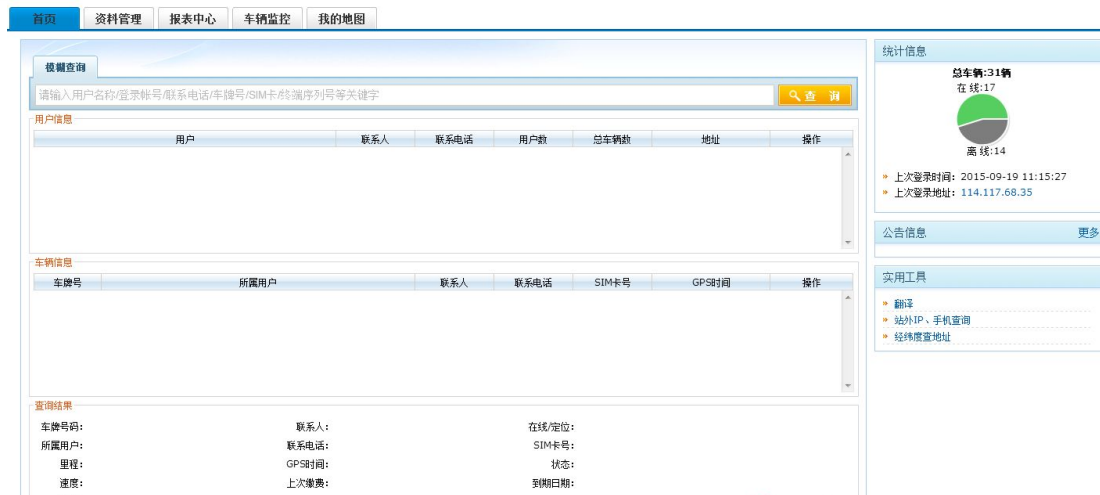 首页 资料管理 报表中心 车辆监控 我的地图
模糊查询
请输入用户名称/登录帐号/联系电话/车牌号/SIM卡/终端序列号等关键字 查 询
用户信息
用户 联系人 联系电话 用户数 总车辆数 地址 操作
车辆信息
车牌号 所属用户 联系人 联系电话 SIM卡号 GPS时间 操作
查询结果
车牌号码: 联系人: 在线/定位:
所属用户: 联系电话: SIM卡号:
里程: GPS时间: 状态:
速度: 上次缴费: 到期日期:
统计信息
总车辆:31辆
在 线:17
离 线:14
» 上次登录时间: 2015-09-19 11:15:27
» 上次登录地址: 114.117.68.35
公告信息 更多
实用工具
» 翻译
» 站外IP、手机查询
» 经纬度查地址